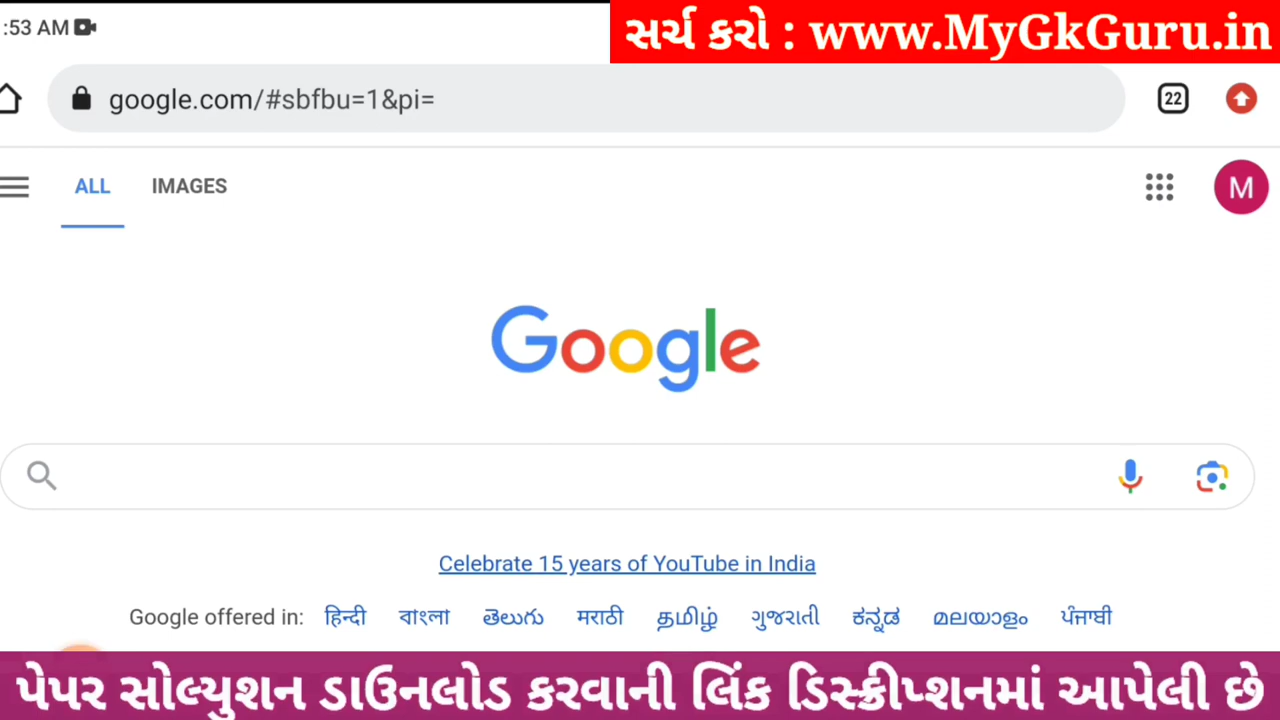 :53 AM
સર્ચ કરો : www.MyGkGuru.in
google.com/#sbfbu=1&pi=
22
ALL IMAGES
M
Google
Celebrate 15 years of YouTube in India
Google offered in: हिन्दी বাংলা తెలుగు मराठी தமிழ் ગુજરાતી ಕನ್ನಡ മലയാളം ਪੰਜਾਬੀ
પેપર સોલ્યુશન ડાઉનલોડ કરવાની લિંક ડિસ્ક્રીપ્શનમાં આપેલી છે